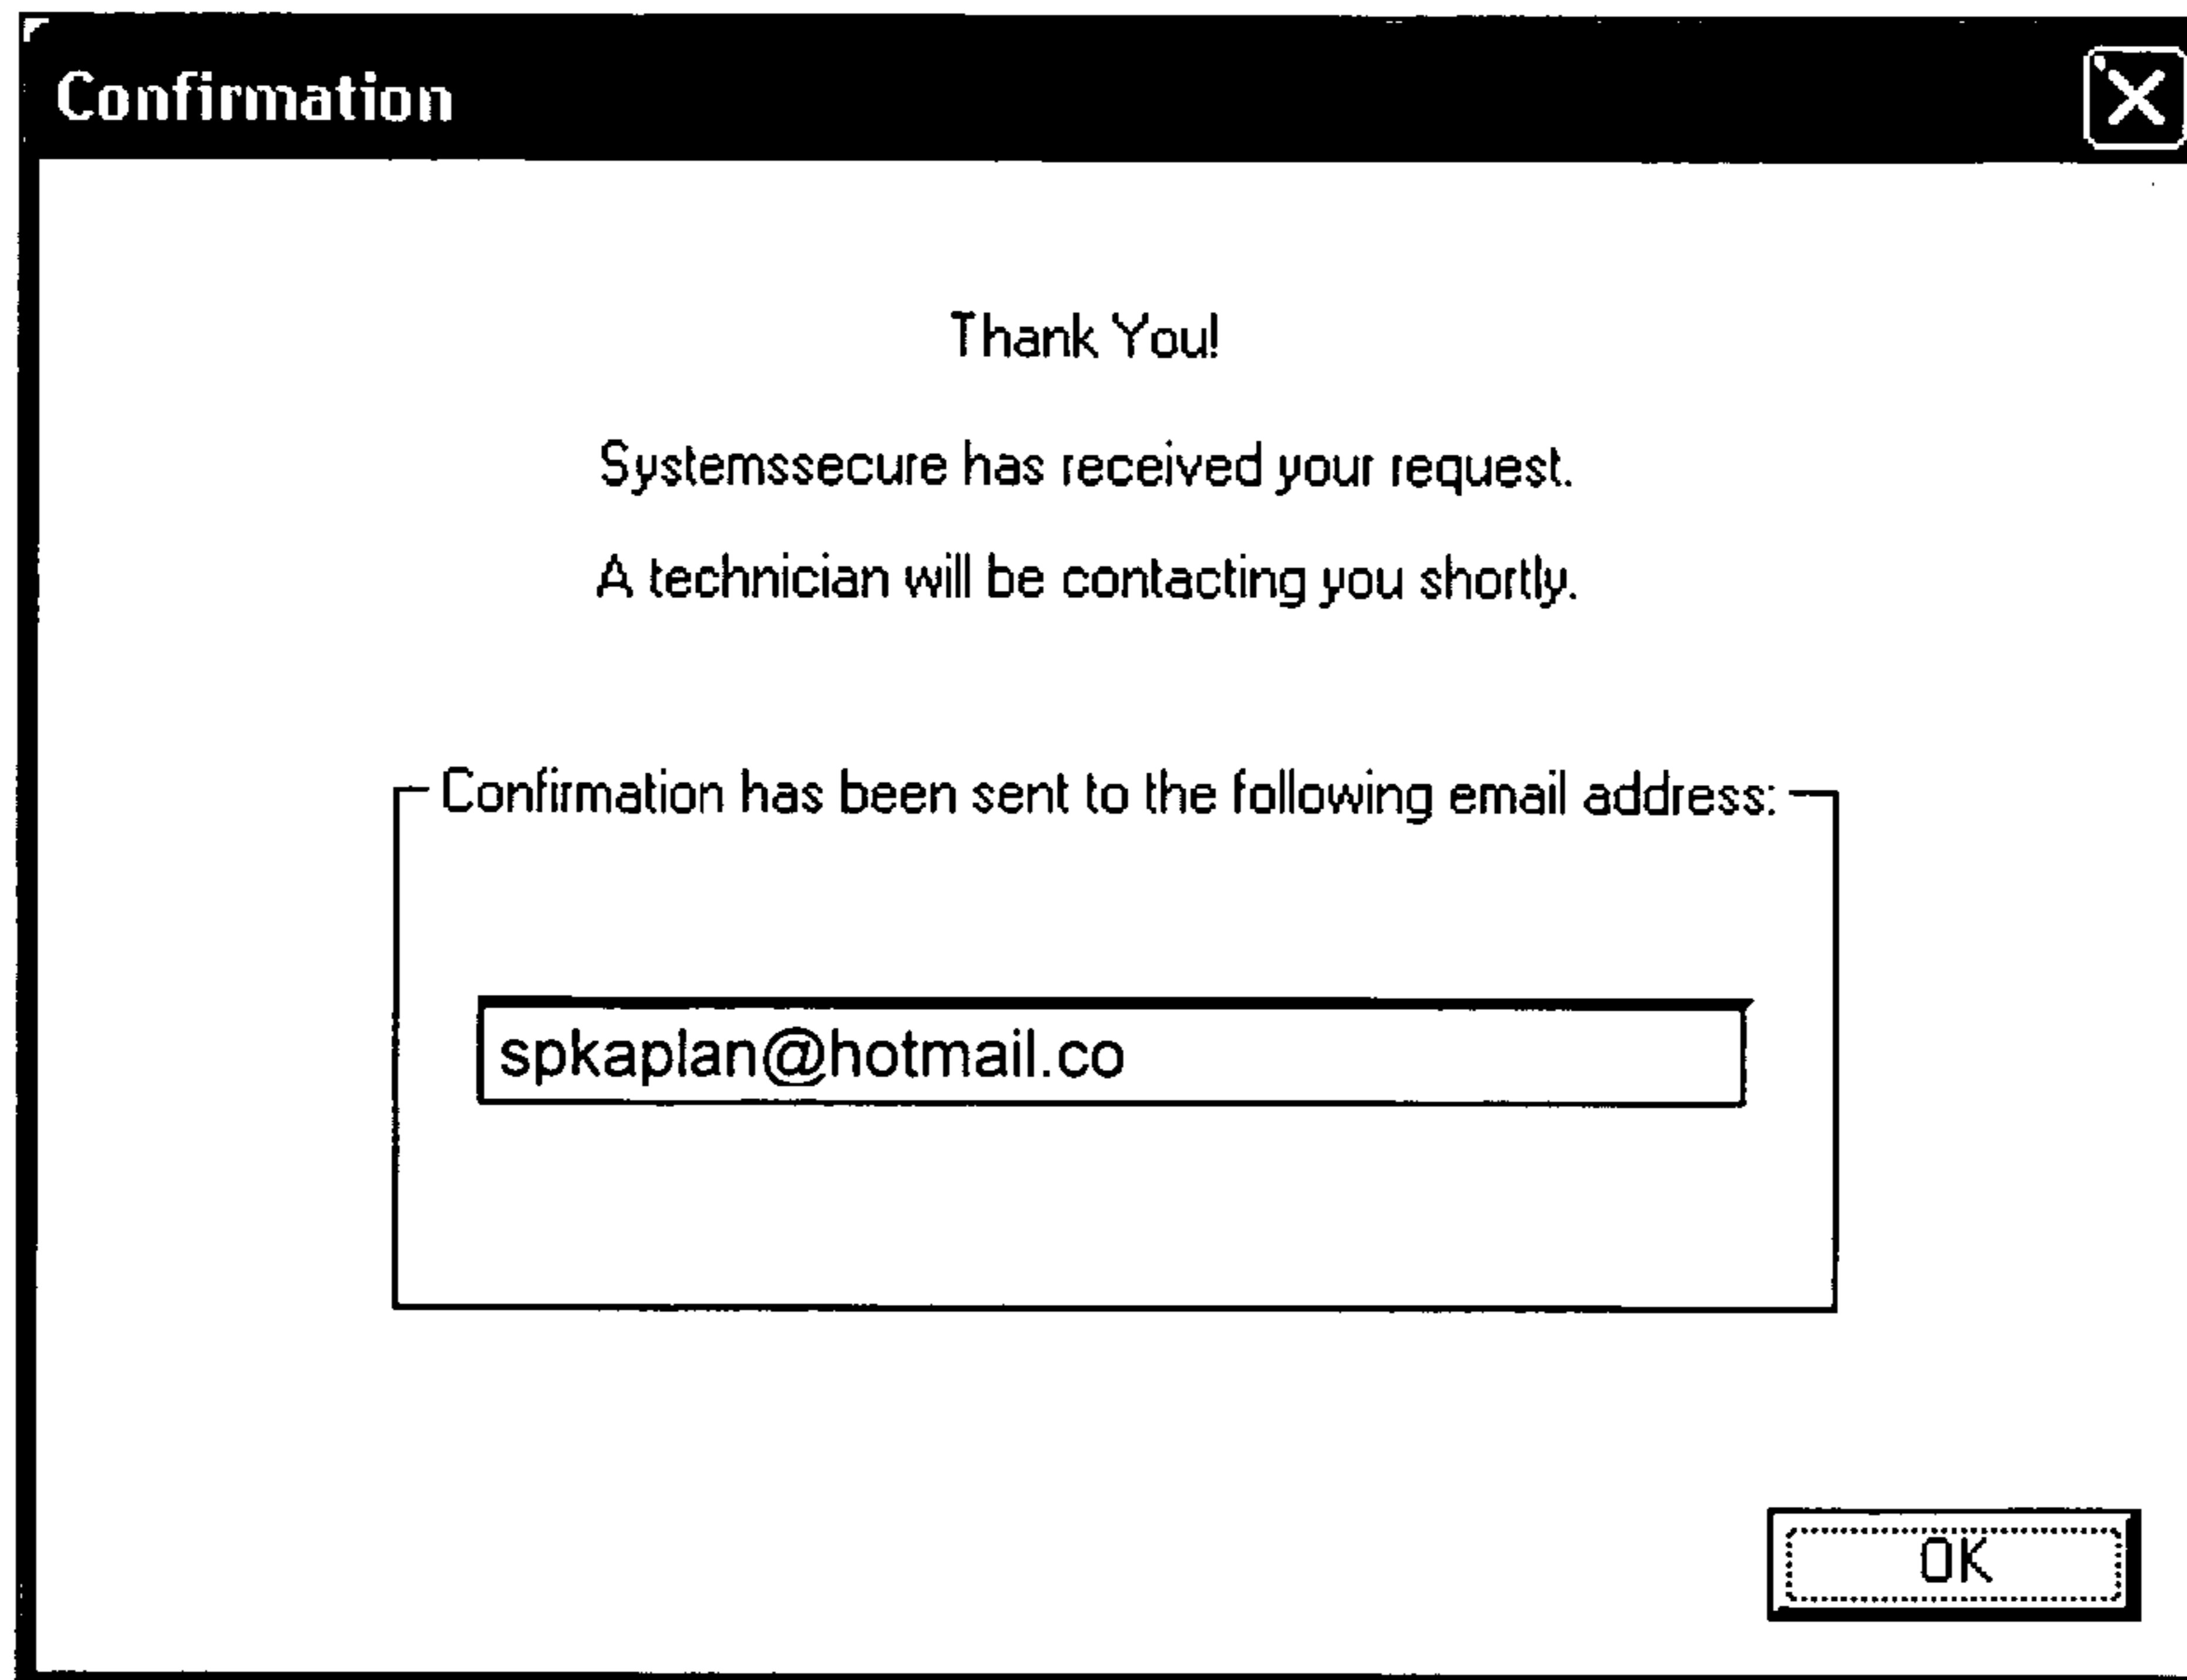 Confirmation
Thank You!
Systemssecure has received your request.
A technician will be contacting you shortly.
Confirmation has been sent to the following email address:
spkaplan@hotmail.co
OK